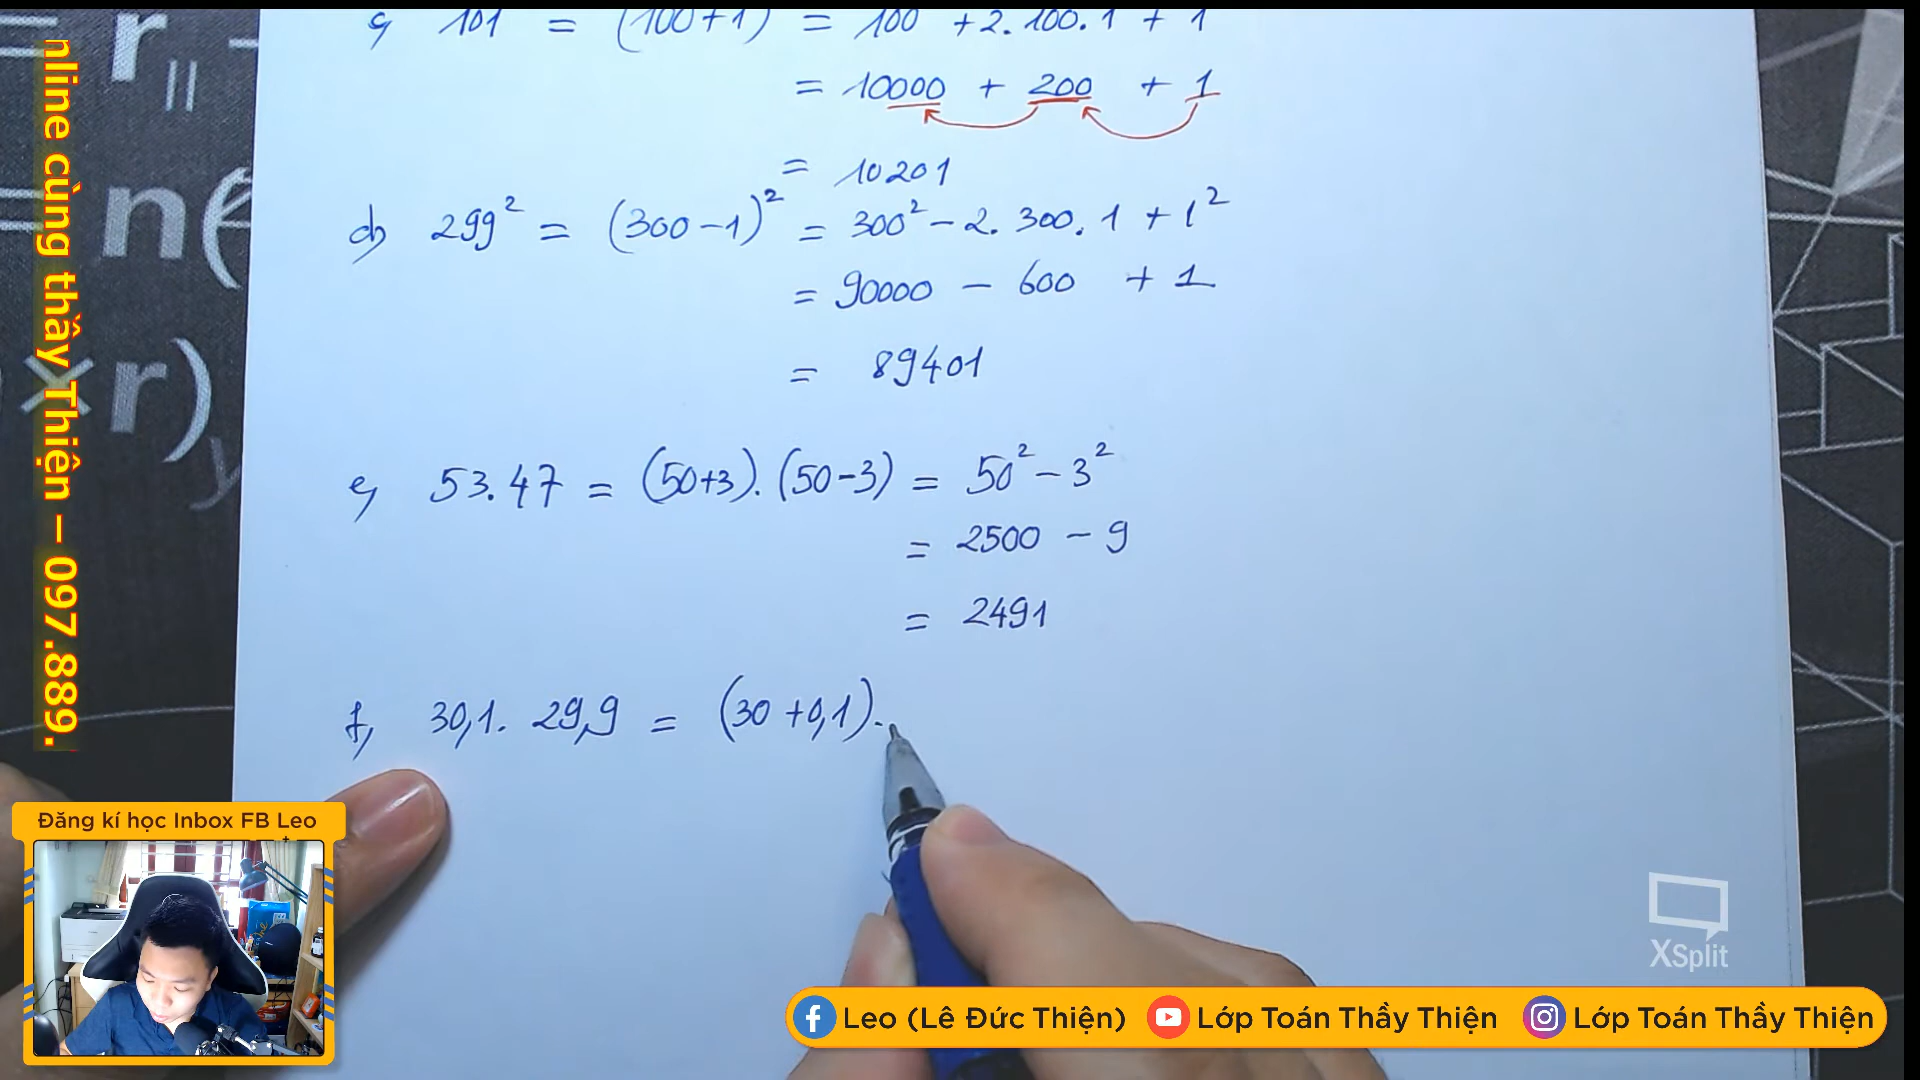 c, 101 = (100+1) = 100 + 2.100.1 + 1
= 10000 + 200 + 1
= 10201
d, 299² = (300-1)² = 300² - 2.300.1 + 1²
= 90000 - 600 + 1
= 89401
e, 53.47 = (50+3).(50-3) = 50² - 3²
= 2500 - 9
= 2491
f, 30,1. 29,9 = (30+0,1).
nline cùng thầy Thiện – 097.889.
= r
||
= n(
×r)
y
Đăng kí học Inbox FB Leo
XSplit
Leo (Lê Đức Thiện) Lớp Toán Thầy Thiện Lớp Toán Thầy Thiện